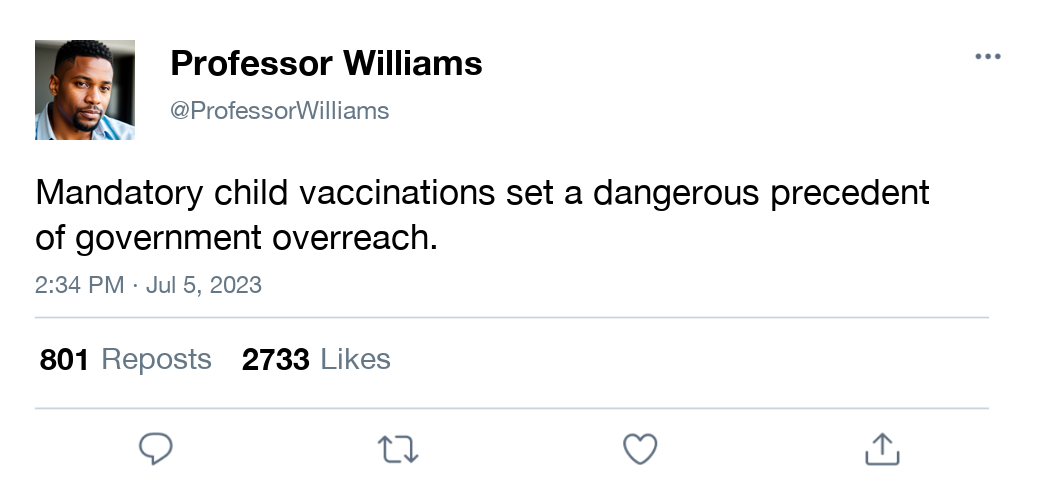 Professor Williams
@ProfessorWilliams
Mandatory child vaccinations set a dangerous precedent
of government overreach.
2:34 PM · Jul 5, 2023
801 Reposts 2733 Likes